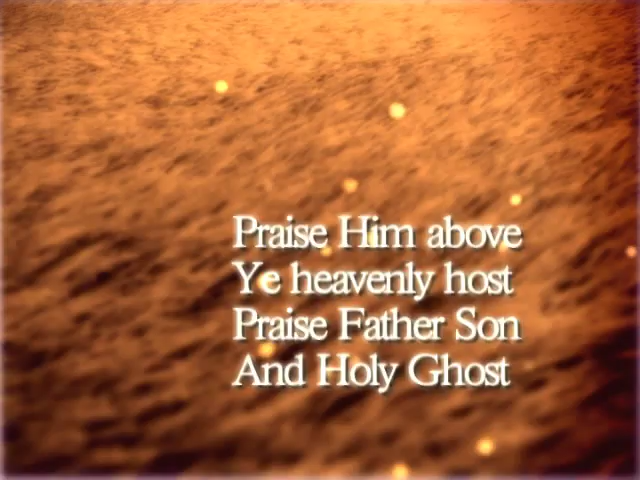 Praise Him above
Ye heavenly host
Praise Father Son
And Holy Ghost